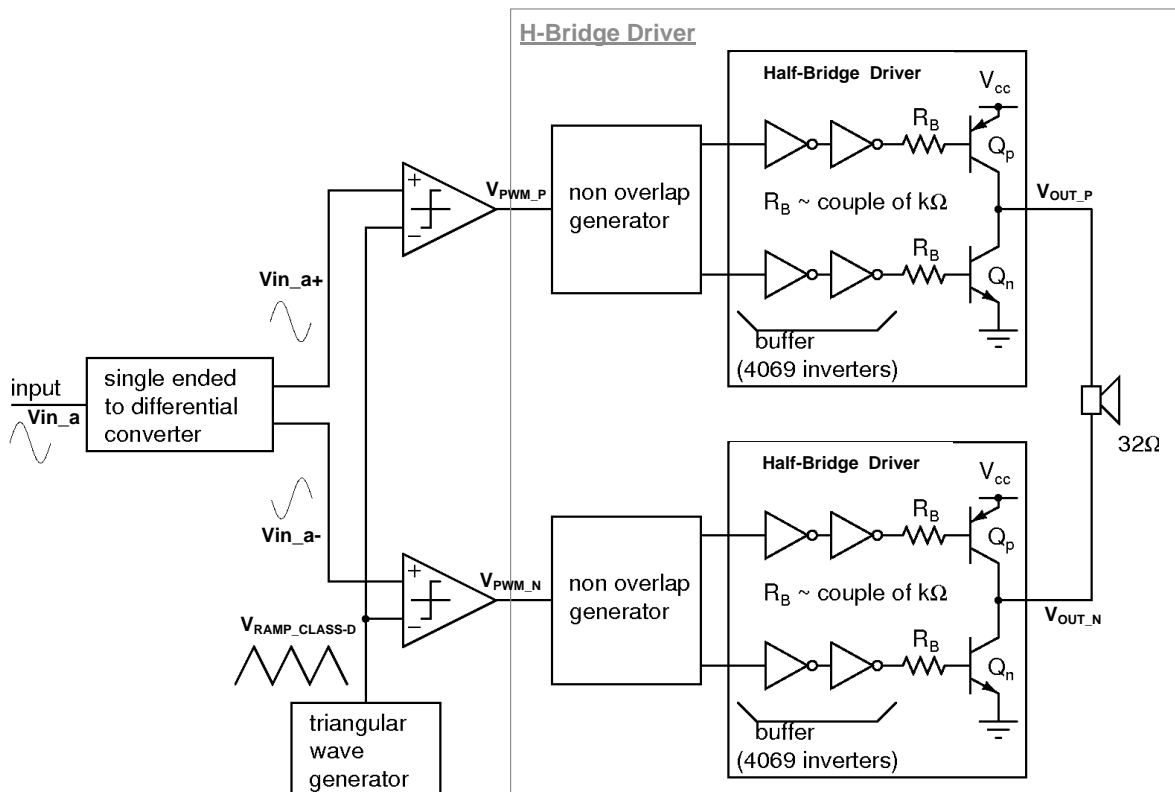 H-Bridge Driver
Half-Bridge Driver
Vcc
RB
Qp
non overlap
generator
VPWM_P
+
−
RB ~ couple of kΩ
VOUT_P
RB
Qn
buffer
(4069 inverters)
Vin_a+
input
Vin_a
single ended
to differential
converter
Vin_a-
32Ω
Half-Bridge Driver
Vcc
RB
Qp
non overlap
generator
VPWM_N
+
−
RB ~ couple of kΩ
VOUT_N
RB
Qn
buffer
(4069 inverters)
VRAMP_CLASS-D
triangular
wave
generator